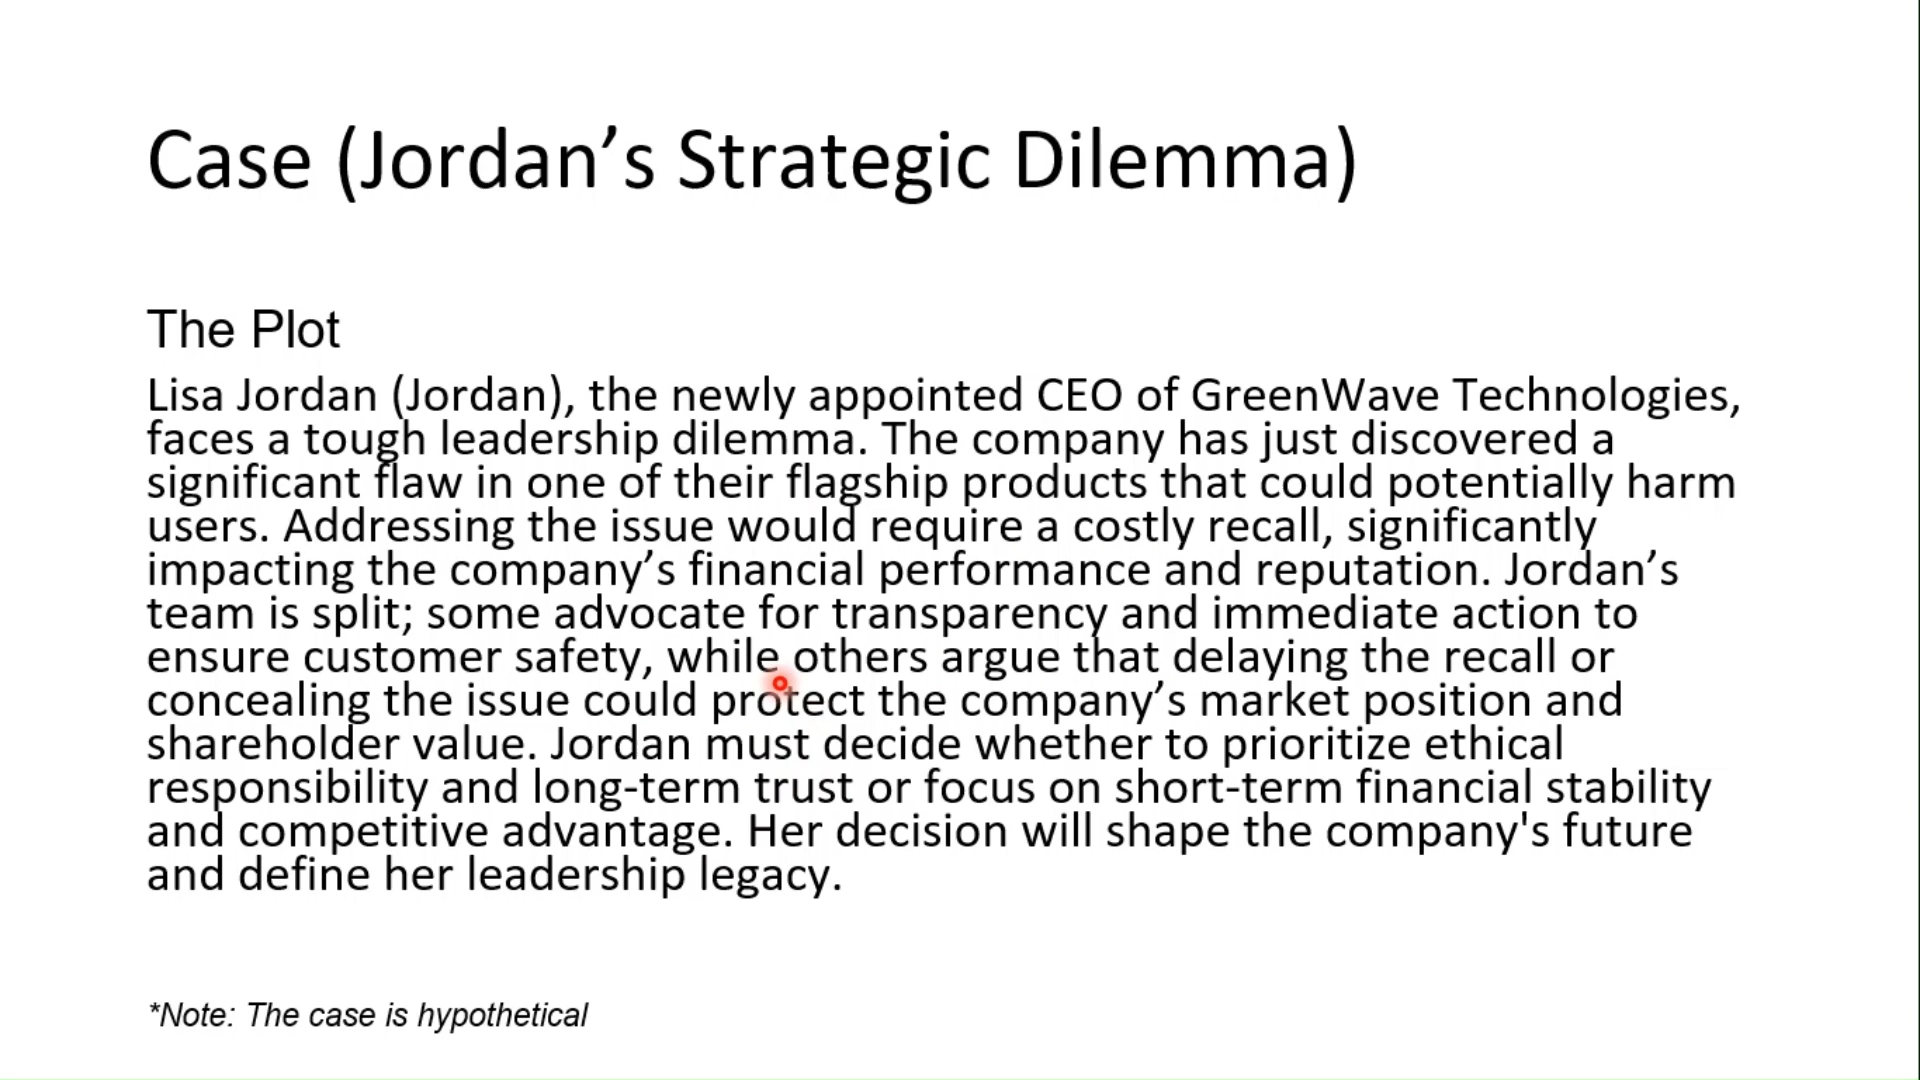 Case (Jordan’s Strategic Dilemma)
The Plot
Lisa Jordan (Jordan), the newly appointed CEO of GreenWave Technologies,
faces a tough leadership dilemma. The company has just discovered a
significant flaw in one of their flagship products that could potentially harm
users. Addressing the issue would require a costly recall, significantly
impacting the company’s financial performance and reputation. Jordan’s
team is split; some advocate for transparency and immediate action to
ensure customer safety, while others argue that delaying the recall or
concealing the issue could protect the company’s market position and
shareholder value. Jordan must decide whether to prioritize ethical
responsibility and long-term trust or focus on short-term financial stability
and competitive advantage. Her decision will shape the company's future
and define her leadership legacy.
*Note: The case is hypothetical